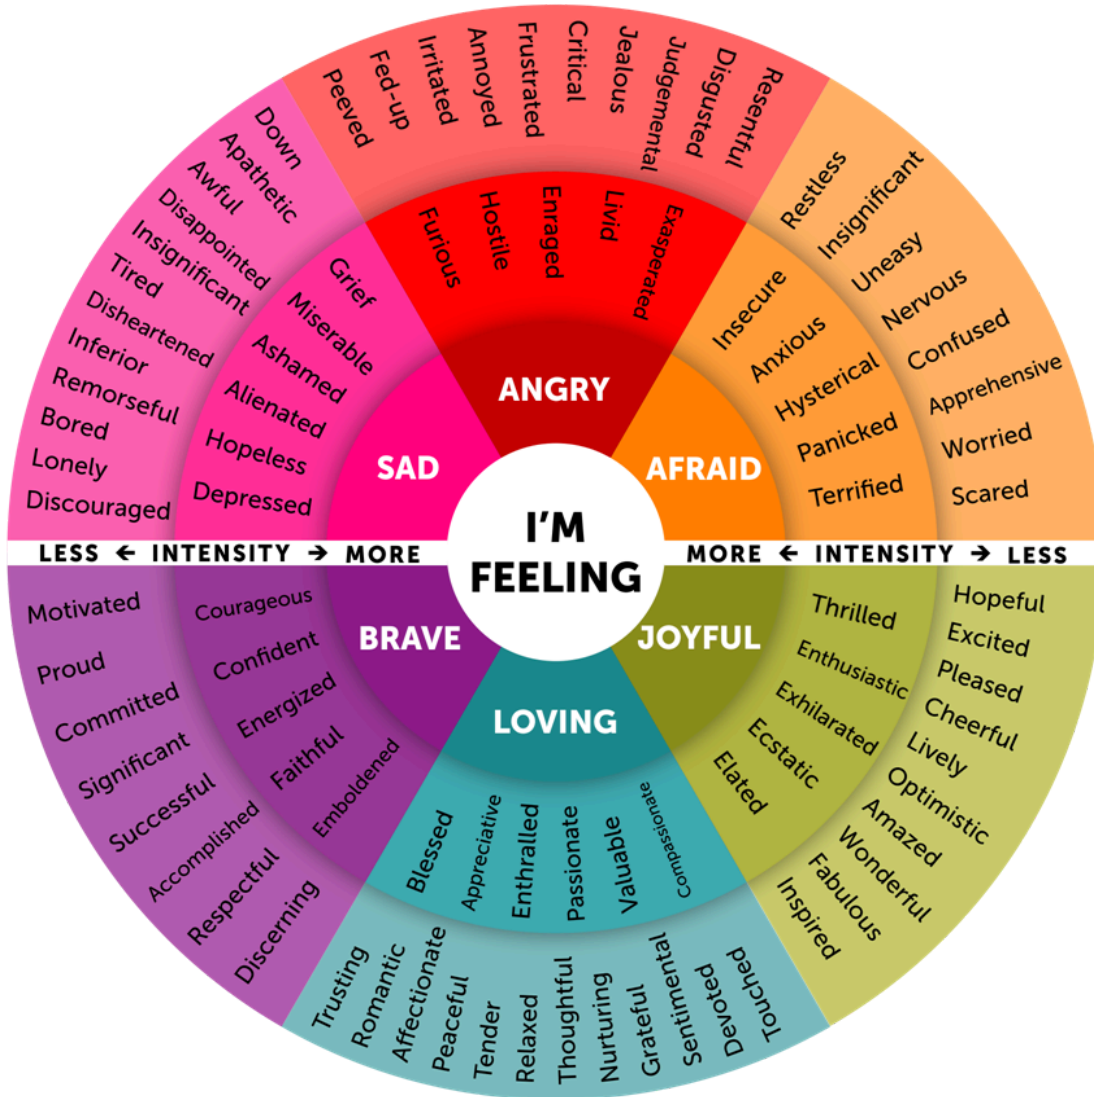 Peeved
Fed-up
Irritated
Annoyed
Frustrated
Critical
Jealous
Judgemental
Disgusted
Resentful
Furious
Hostile
Enraged
Livid
Exasperated
ANGRY
Restless
Insignificant
Uneasy
Nervous
Confused
Apprehensive
Worried
Scared
Insecure
Anxious
Hysterical
Panicked
Terrified
AFRAID
Down
Apathetic
Awful
Disappointed
Insignificant
Tired
Disheartened
Inferior
Remorseful
Bored
Lonely
Discouraged
Grief
Miserable
Ashamed
Alienated
Hopeless
Depressed
SAD
I'M
FEELING
LESS ← INTENSITY → MORE
MORE ← INTENSITY → LESS
Motivated
Proud
Committed
Significant
Successful
Accomplished
Respectful
Discerning
Courageous
Confident
Energized
Faithful
Emboldened
BRAVE
LOVING
Blessed
Appreciative
Enthralled
Passionate
Valuable
Compassionate
Trusting
Romantic
Affectionate
Peaceful
Tender
Relaxed
Thoughtful
Nurturing
Grateful
Sentimental
Devoted
Touched
JOYFUL
Thrilled
Enthusiastic
Exhilarated
Ecstatic
Elated
Hopeful
Excited
Pleased
Cheerful
Lively
Optimistic
Amazed
Wonderful
Fabulous
Inspired